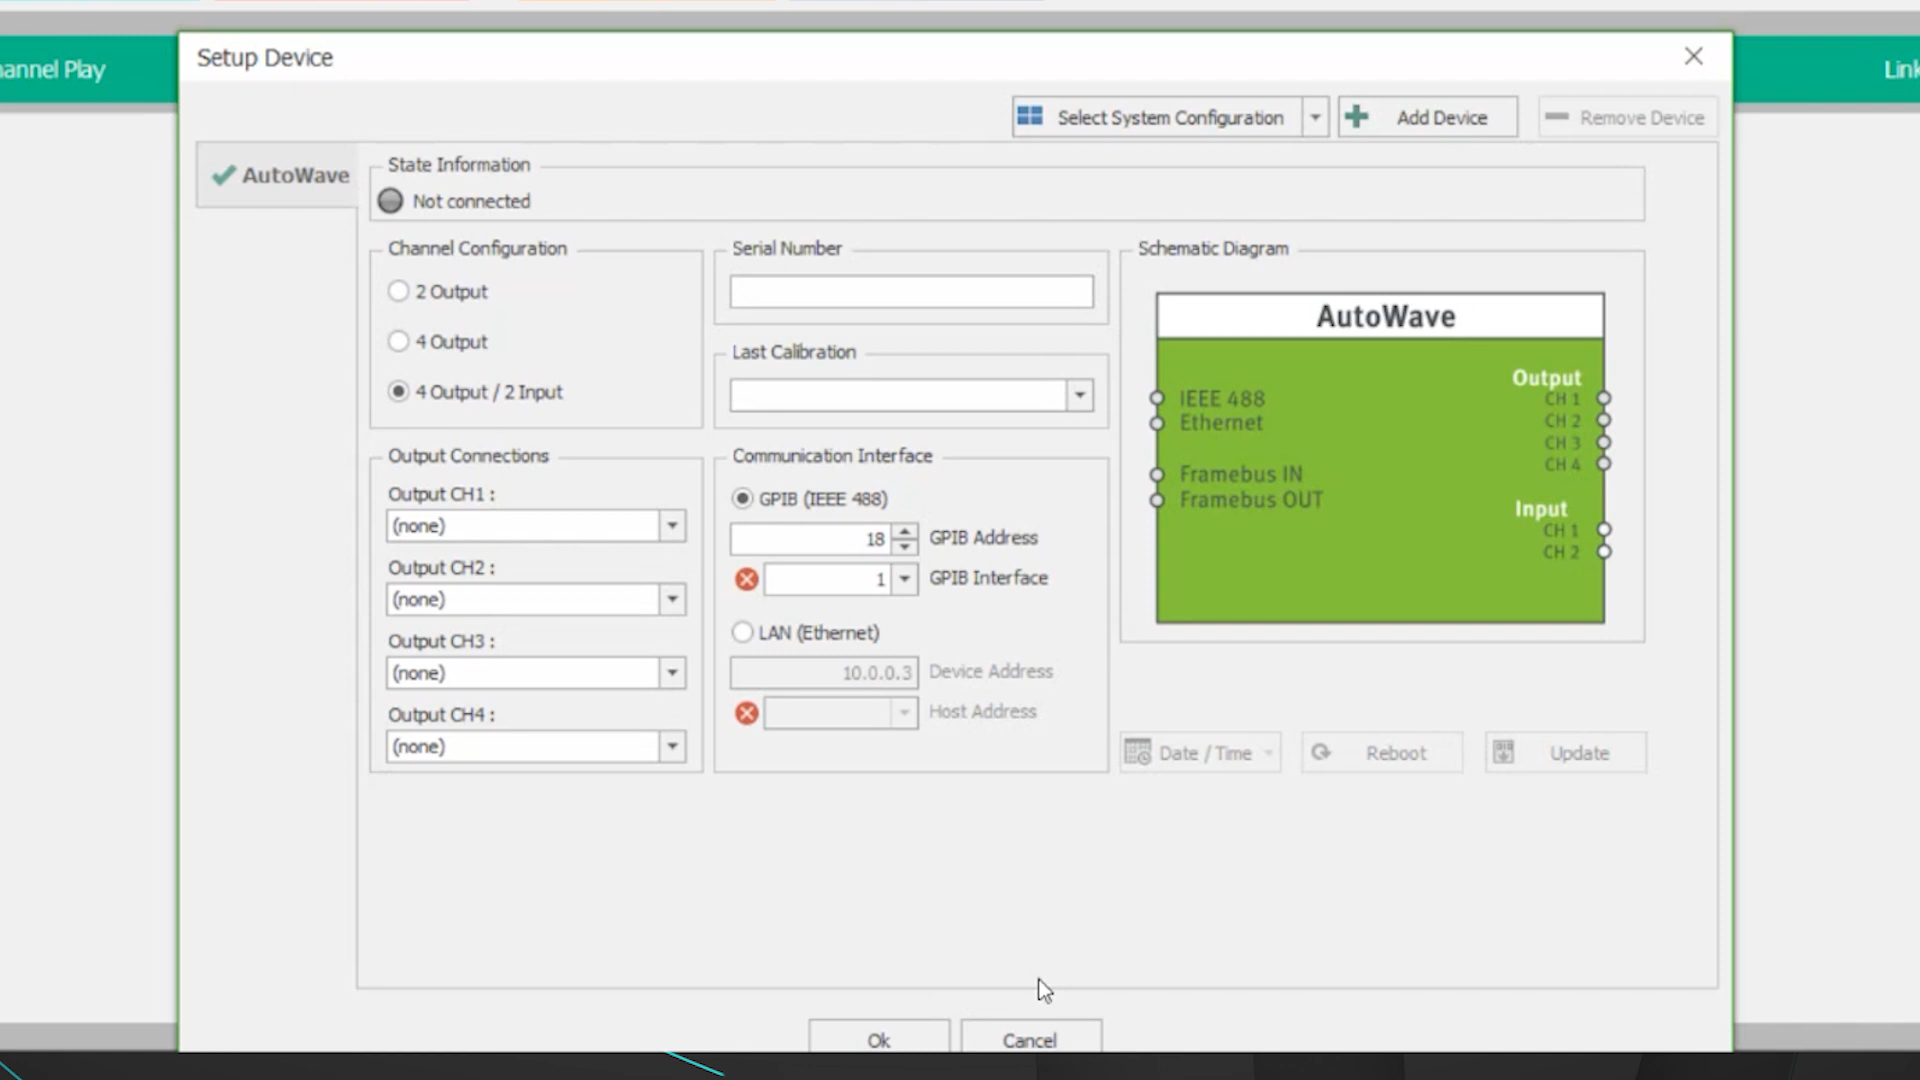 Setup Device
annel Play
Select System Configuration
Add Device
Remove Device
AutoWave
State Information
Not connected
Channel Configuration
2 Output
4 Output
4 Output / 2 Input
Serial Number
Last Calibration
Schematic Diagram
AutoWave
IEEE 488
Ethernet
Framebus IN
Framebus OUT
Output
CH 1
CH 2
CH 3
CH 4
Input
CH 1
CH 2
Output Connections
Output CH1 :
(none)
Output CH2 :
(none)
Output CH3 :
(none)
Output CH4 :
(none)
Communication Interface
GPIB (IEEE 488)
18 GPIB Address
1 GPIB Interface
LAN (Ethernet)
10.0.0.3 Device Address
Host Address
Date / Time
Reboot
Update
Ok
Cancel